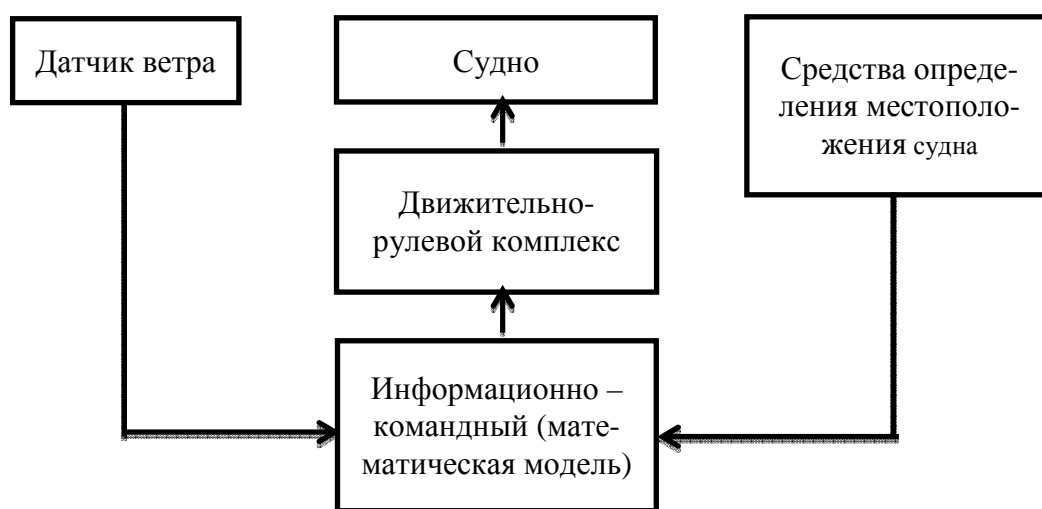 Датчик ветра
Судно
Средства опреде-
ления местополо-
жения судна
Движительно-
рулевой комплекс
Информационно –
командный (мате-
матическая модель)